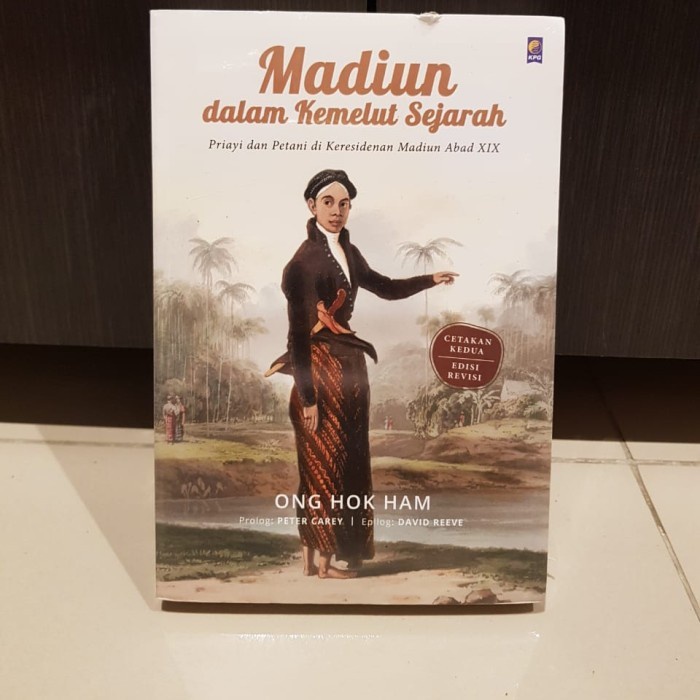 KPG
Madiun
dalam Kemelut Sejarah
Priayi dan Petani di Keresidenan Madiun Abad XIX
CETAKAN
KEDUA
EDISI
REVISI
ONG HOK HAM
Prolog: PETER CAREY | Epilog: DAVID REEVE